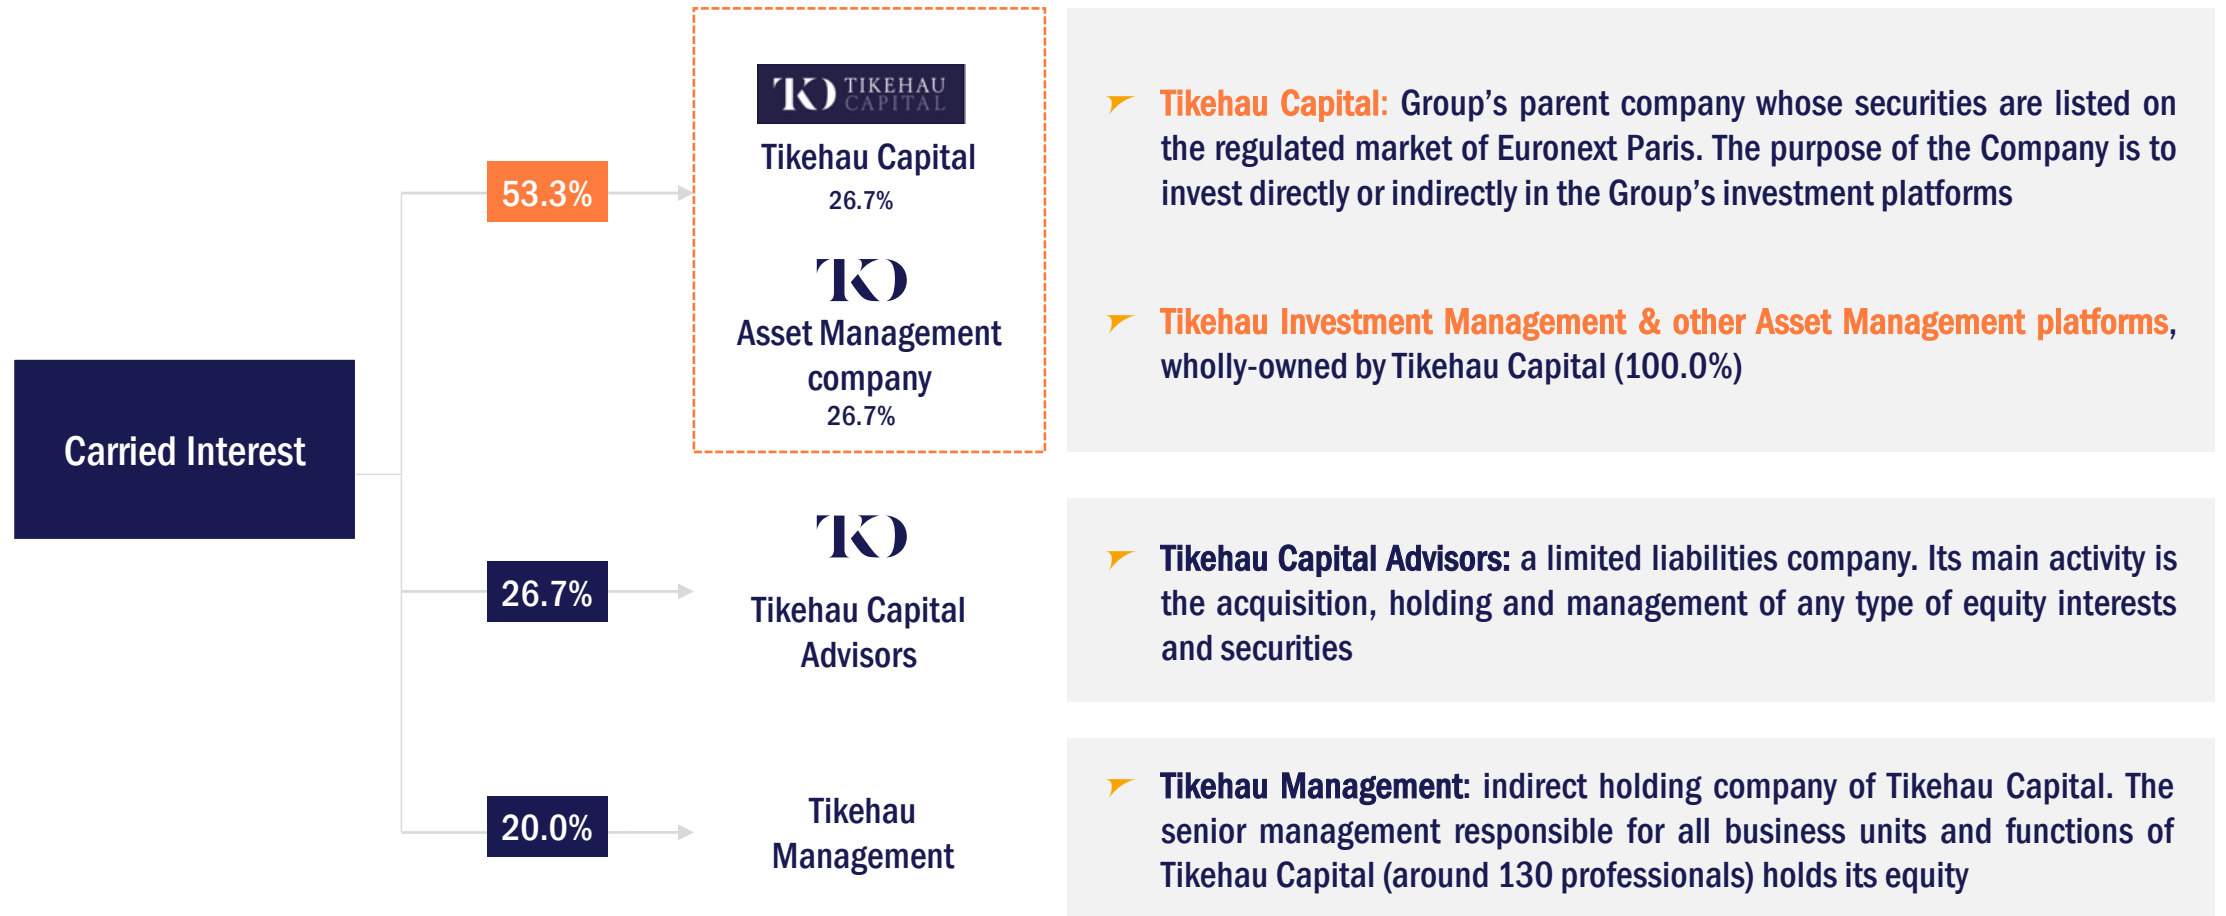 TKO TIKEHAU
CAPITAL
Tikehau Capital
26.7%
53.3%
TKO
Asset Management
company
26.7%
Tikehau Capital: Group’s parent company whose securities are listed on
the regulated market of Euronext Paris. The purpose of the Company is to
invest directly or indirectly in the Group’s investment platforms
Tikehau Investment Management & other Asset Management platforms,
wholly-owned by Tikehau Capital (100.0%)
Carried Interest
26.7%
TKO
Tikehau Capital
Advisors
Tikehau Capital Advisors: a limited liabilities company. Its main activity is
the acquisition, holding and management of any type of equity interests
and securities
20.0%
Tikehau
Management
Tikehau Management: indirect holding company of Tikehau Capital. The
senior management responsible for all business units and functions of
Tikehau Capital (around 130 professionals) holds its equity